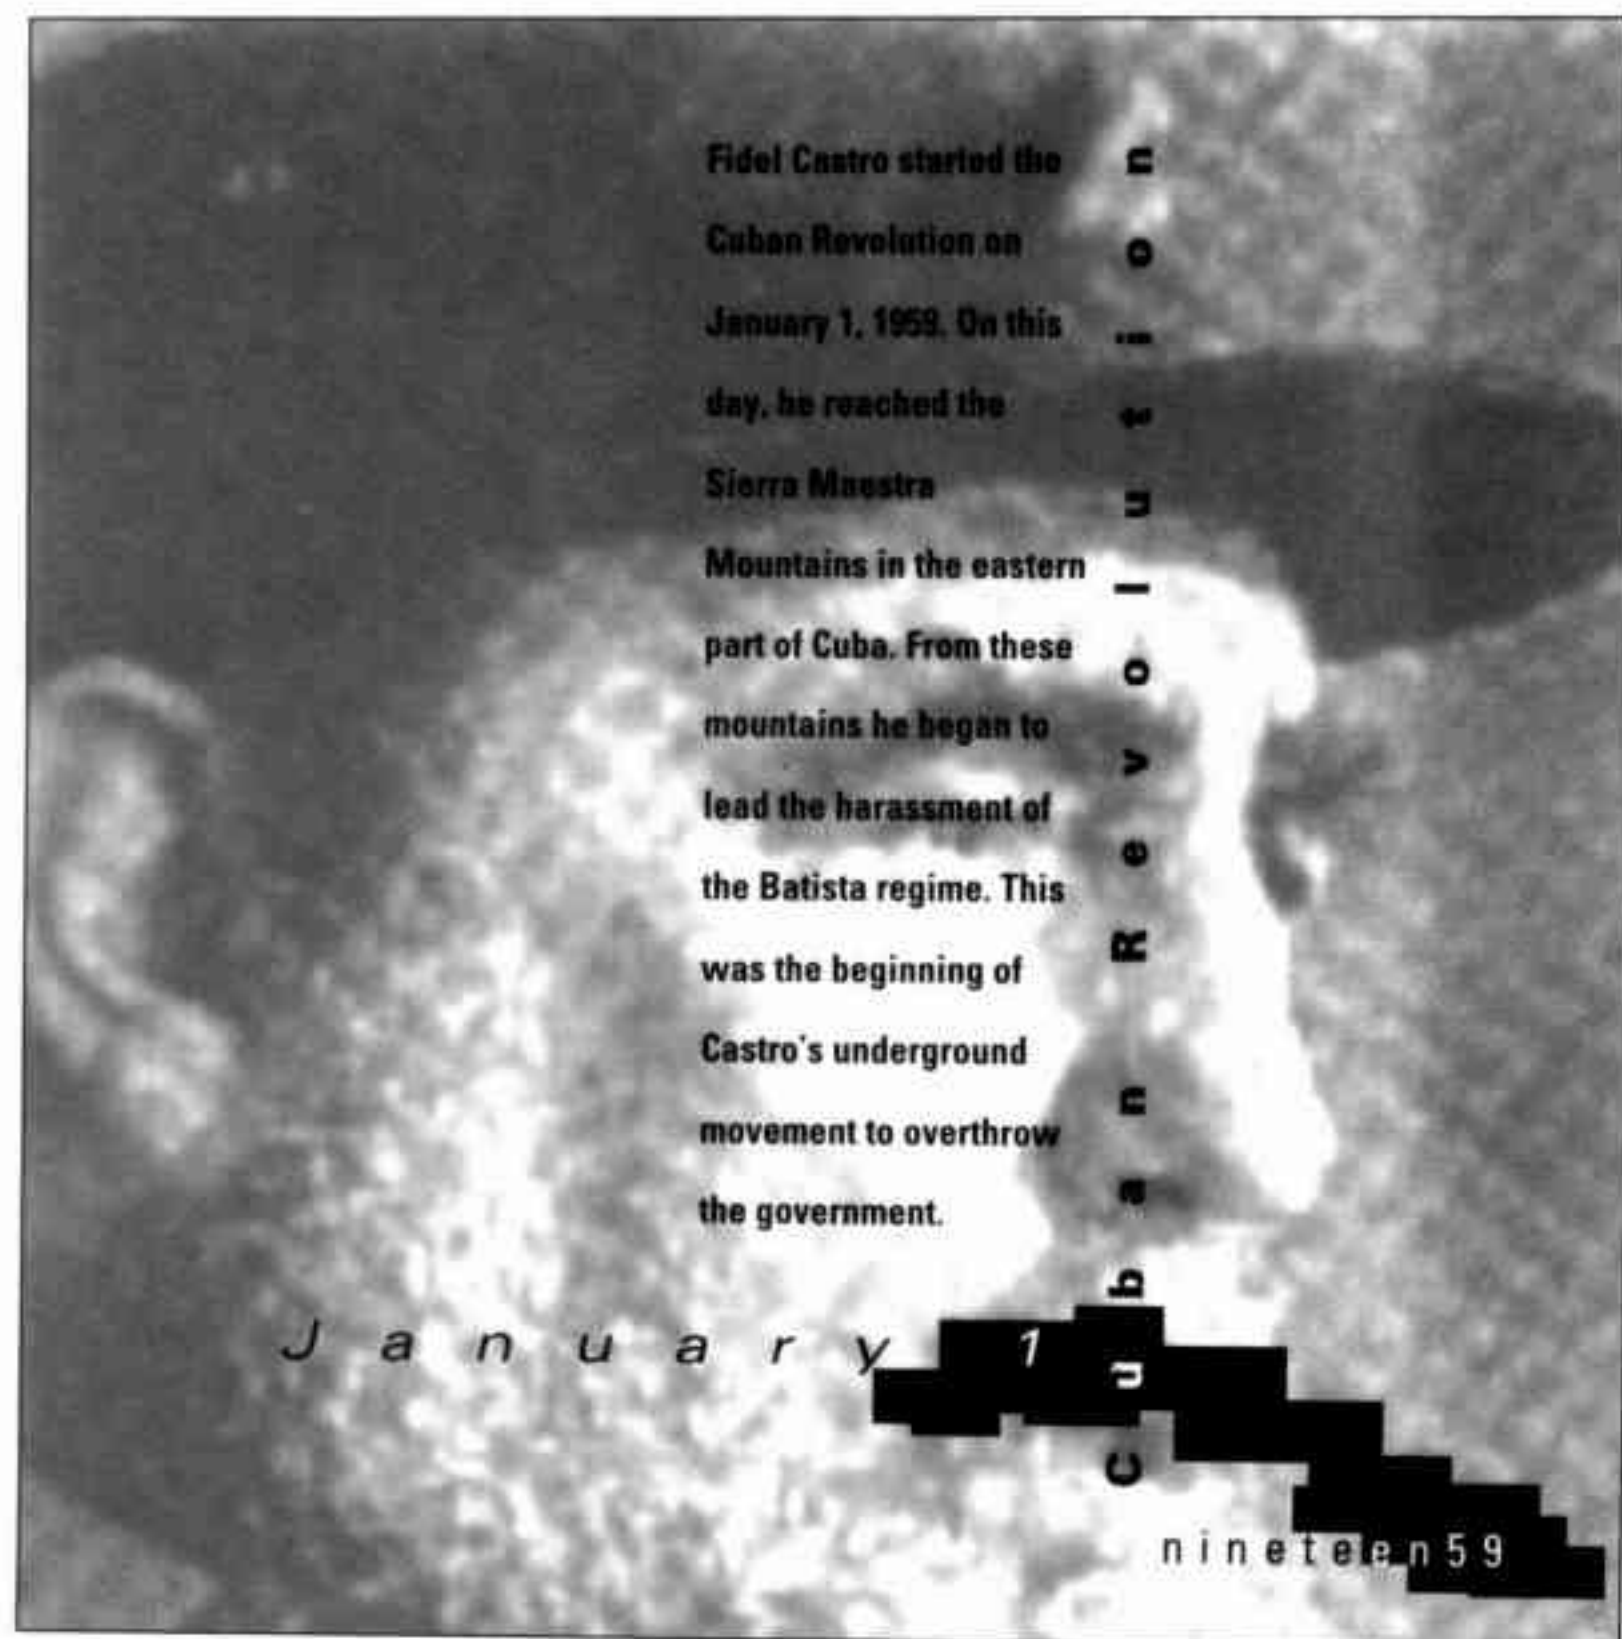 Fidel Castro started the
Cuban Revolution on
January 1, 1959. On this
day, he reached the
Sierra Maestra
Mountains in the eastern
part of Cuba. From these
mountains he began to
lead the harassment of
the Batista regime. This
was the beginning of
Castro's underground
movement to overthrow
the government.
Cuban Revolution
January 1
nineteen59